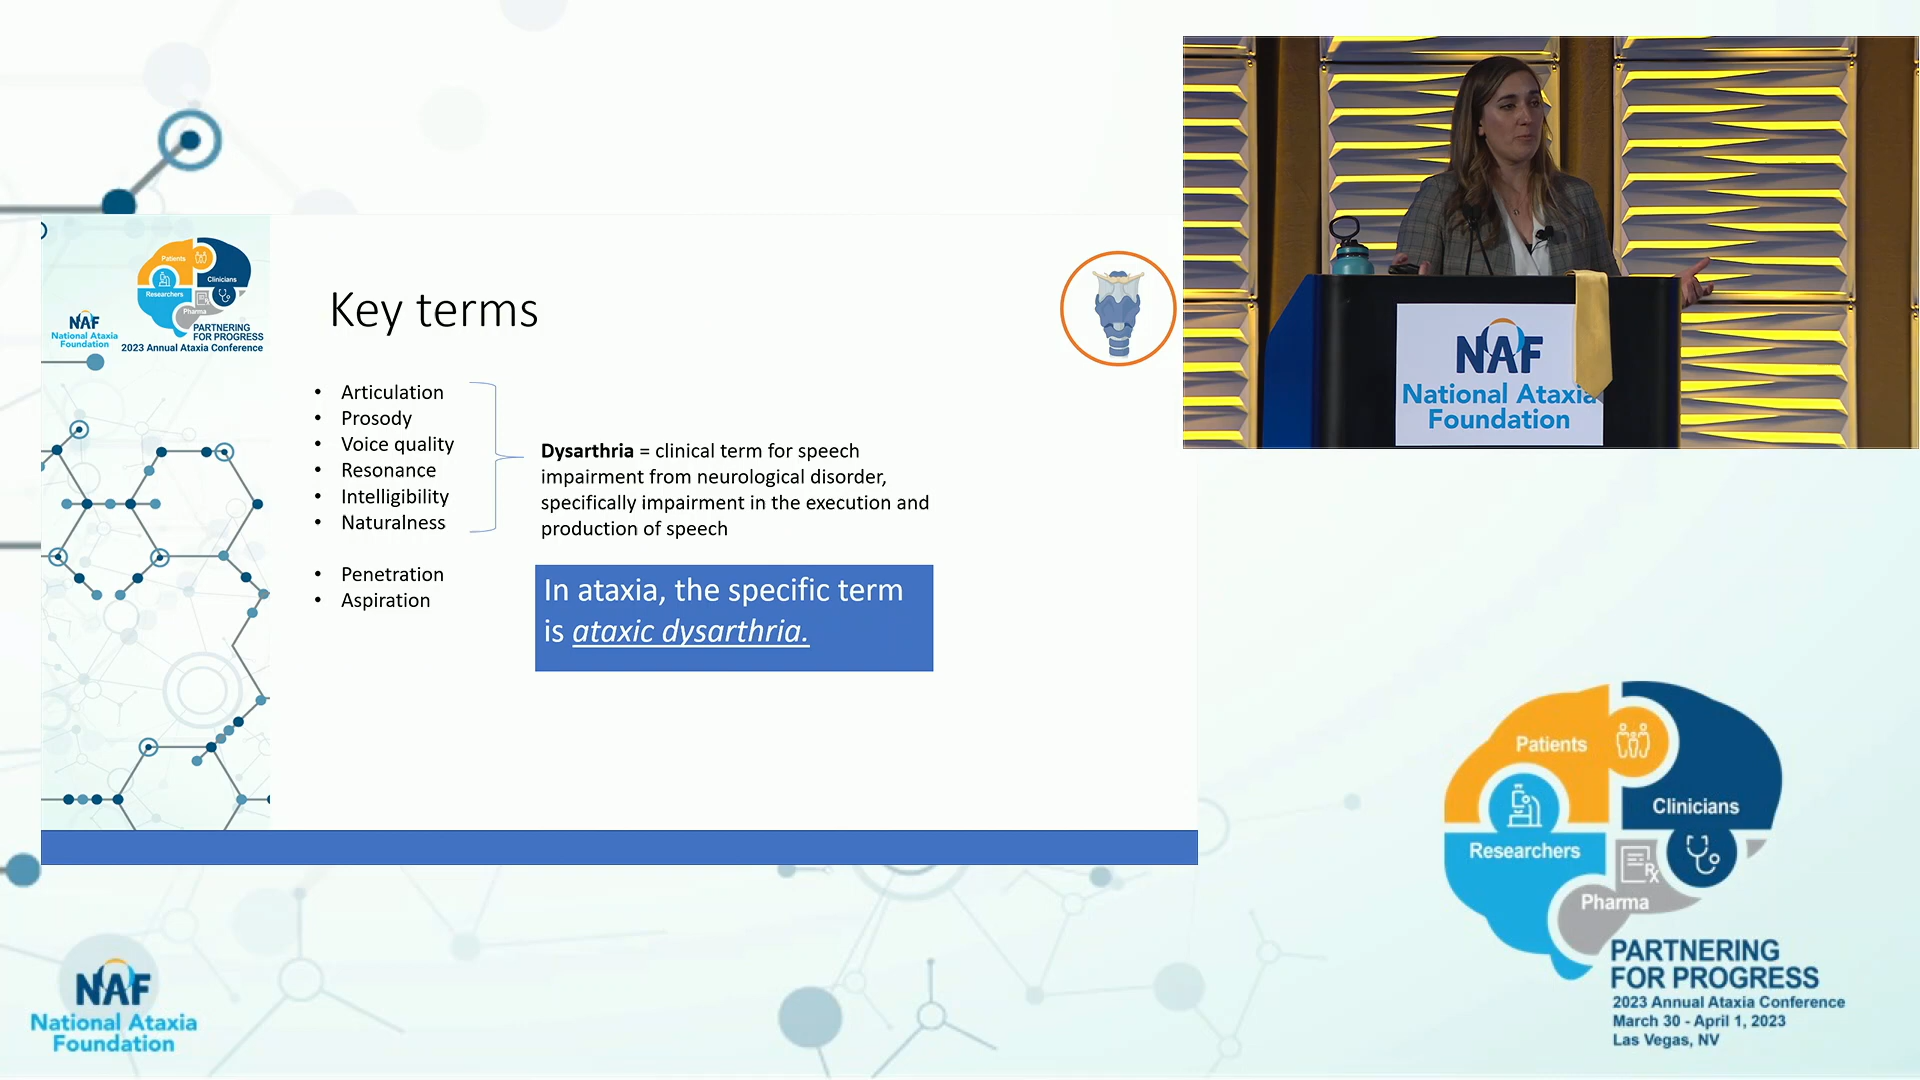 Patients
Clinicians
Researchers
Pharma
NAF
National Ataxia
Foundation
PARTNERING
FOR PROGRESS
2023 Annual Ataxia Conference
Key terms
• Articulation
• Prosody
• Voice quality
• Resonance
• Intelligibility
• Naturalness
• Penetration
• Aspiration
Dysarthria = clinical term for speech
impairment from neurological disorder,
specifically impairment in the execution and
production of speech
In ataxia, the specific term
is ataxic dysarthria.
NAF
National Ataxia
Foundation
Patients
Clinicians
Researchers
Rx
Pharma
PARTNERING
FOR PROGRESS
2023 Annual Ataxia Conference
March 30 - April 1, 2023
Las Vegas, NV
NAF
National Ataxia
Foundation